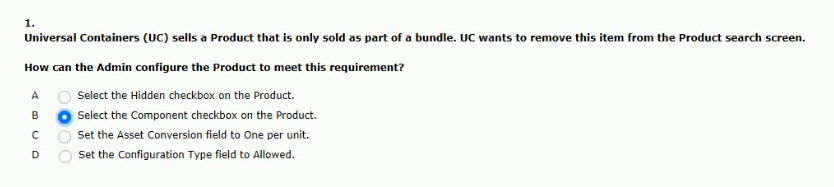 1.
Universal Containers (UC) sells a Product that is only sold as part of a bundle. UC wants to remove this item from the Product search screen.
How can the Admin configure the Product to meet this requirement?
A Select the Hidden checkbox on the Product.
B Select the Component checkbox on the Product.
C Set the Asset Conversion field to One per unit.
D Set the Configuration Type field to Allowed.